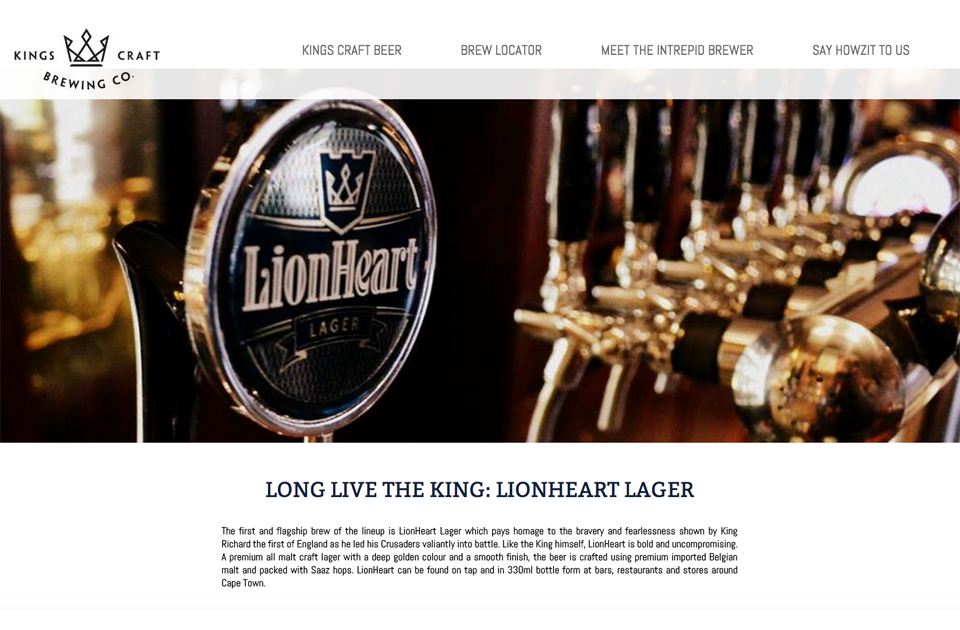 KINGS CRAFT
BREWING CO.
KINGS CRAFT BEER
BREW LOCATOR
MEET THE INTREPID BREWER
SAY HOWZIT TO US
LionHeart
LAGER
LONG LIVE THE KING: LIONHEART LAGER
The first and flagship brew of the lineup is LionHeart Lager which pays homage to the bravery and fearlessness shown by King
Richard the first of England as he led his Crusaders valiantly into battle. Like the King himself, LionHeart is bold and uncompromising.
A premium all malt craft lager with a deep golden colour and a smooth finish, the beer is crafted using premium imported Belgian
malt and packed with Saaz hops. LionHeart can be found on tap and in 330ml bottle form at bars, restaurants and stores around
Cape Town.